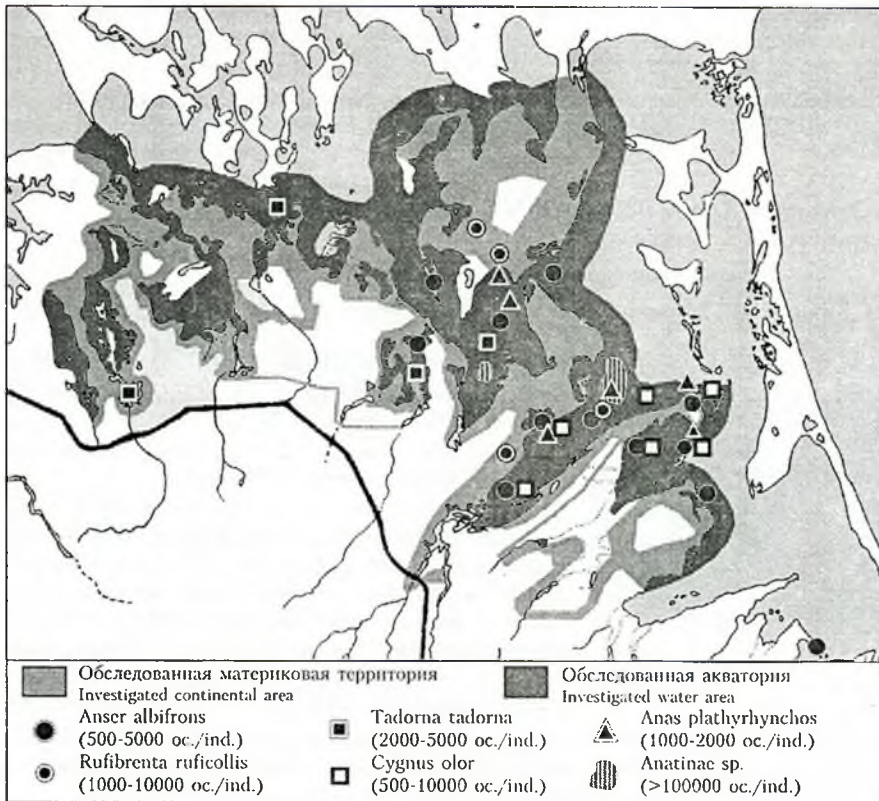 Обследованная материковая территория
Investigated continental area
Обследованная акватория
Investigated water area
Anser albifrons
(500-5000 ос./ind.)
Tadorna tadorna
(2000-5000 ос./ind.)
Anas plathyrhynchos
(1000-2000 ос./ind.)
Rufibrenta ruficollis
(1000-10000 ос./ind.)
Cygnus olor
(500-10000 ос./ind.)
Anatinae sp.
(>100000 ос./ind.)